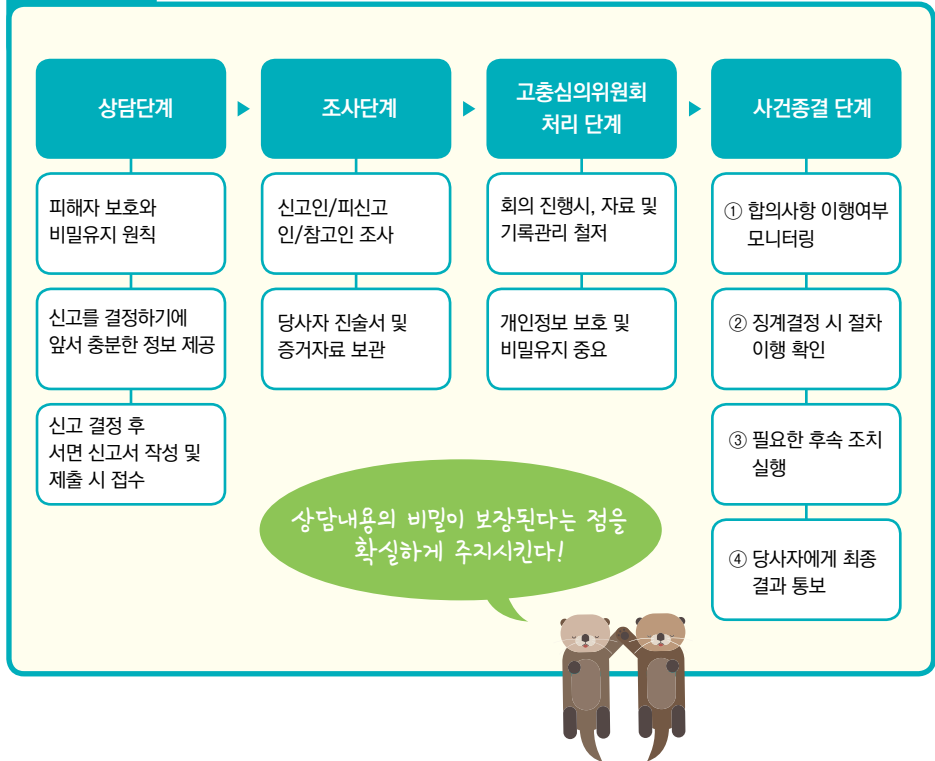 상담단계
피해자 보호와
비밀유지 원칙
신고를 결정하기에
앞서 충분한 정보 제공
신고 결정 후
서면 신고서 작성 및
제출 시 접수
조사단계
신고인/피신고
인/참고인 조사
당사자 진술서 및
증거자료 보관
고충심의위원회
처리 단계
회의 진행시, 자료 및
기록관리 철저
개인정보 보호 및
비밀유지 중요
사건종결 단계
① 합의사항 이행여부
모니터링
② 징계결정 시 절차
이행 확인
③ 필요한 후속 조치
실행
④ 당사자에게 최종
결과 통보
상담내용의 비밀이 보장된다는 점을
확실하게 주지시킨다!